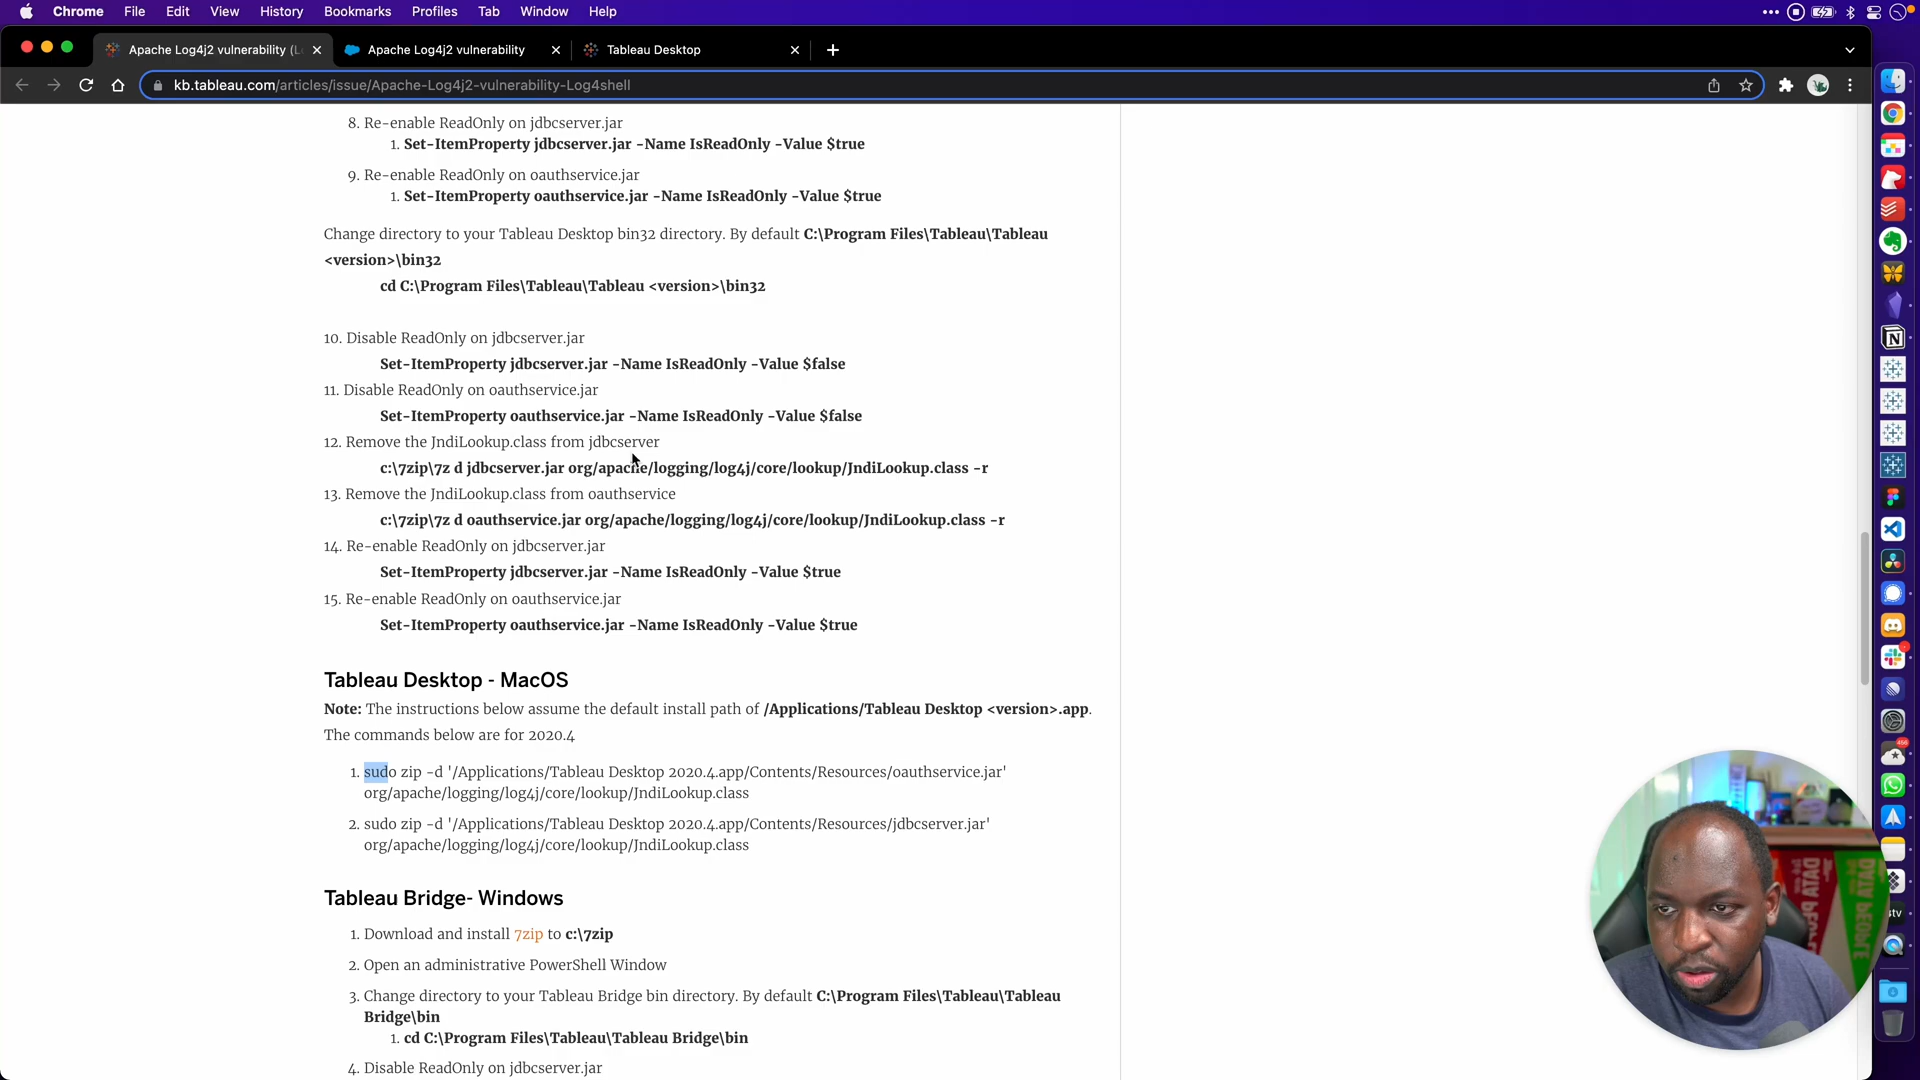 Chrome File Edit View History Bookmarks Profiles Tab Window Help
Apache Log4j2 vulnerability (L
Apache Log4j2 vulnerability
Tableau Desktop
kb.tableau.com/articles/issue/Apache-Log4j2-vulnerability-Log4shell
8. Re-enable ReadOnly on jdbcserver.jar
1. Set-ItemProperty jdbcserver.jar -Name IsReadOnly -Value $true
9. Re-enable ReadOnly on oauthservice.jar
1. Set-ItemProperty oauthservice.jar -Name IsReadOnly -Value $true
Change directory to your Tableau Desktop bin32 directory. By default C:\Program Files\Tableau\Tableau
<version>\bin32
cd C:\Program Files\Tableau\Tableau <version>\bin32
10. Disable ReadOnly on jdbcserver.jar
Set-ItemProperty jdbcserver.jar -Name IsReadOnly -Value $false
11. Disable ReadOnly on oauthservice.jar
Set-ItemProperty oauthservice.jar -Name IsReadOnly -Value $false
12. Remove the JndiLookup.class from jdbcserver
c:\7zip\7z d jdbcserver.jar org/apache/logging/log4j/core/lookup/JndiLookup.class -r
13. Remove the JndiLookup.class from oauthservice
c:\7zip\7z d oauthservice.jar org/apache/logging/log4j/core/lookup/JndiLookup.class -r
14. Re-enable ReadOnly on jdbcserver.jar
Set-ItemProperty jdbcserver.jar -Name IsReadOnly -Value $true
15. Re-enable ReadOnly on oauthservice.jar
Set-ItemProperty oauthservice.jar -Name IsReadOnly -Value $true
Tableau Desktop - MacOS
Note: The instructions below assume the default install path of /Applications/Tableau Desktop <version>.app.
The commands below are for 2020.4
1. sudo zip -d '/Applications/Tableau Desktop 2020.4.app/Contents/Resources/oauthservice.jar'
org/apache/logging/log4j/core/lookup/JndiLookup.class
2. sudo zip -d '/Applications/Tableau Desktop 2020.4.app/Contents/Resources/jdbcserver.jar'
org/apache/logging/log4j/core/lookup/JndiLookup.class
Tableau Bridge- Windows
1. Download and install 7zip to c:\7zip
2. Open an administrative PowerShell Window
3. Change directory to your Tableau Bridge bin directory. By default C:\Program Files\Tableau\Tableau
Bridge\bin
1. cd C:\Program Files\Tableau\Tableau Bridge\bin
4. Disable ReadOnly on jdbcserver.jar
DATA PEOPLE
DATA PEOPLE
tv